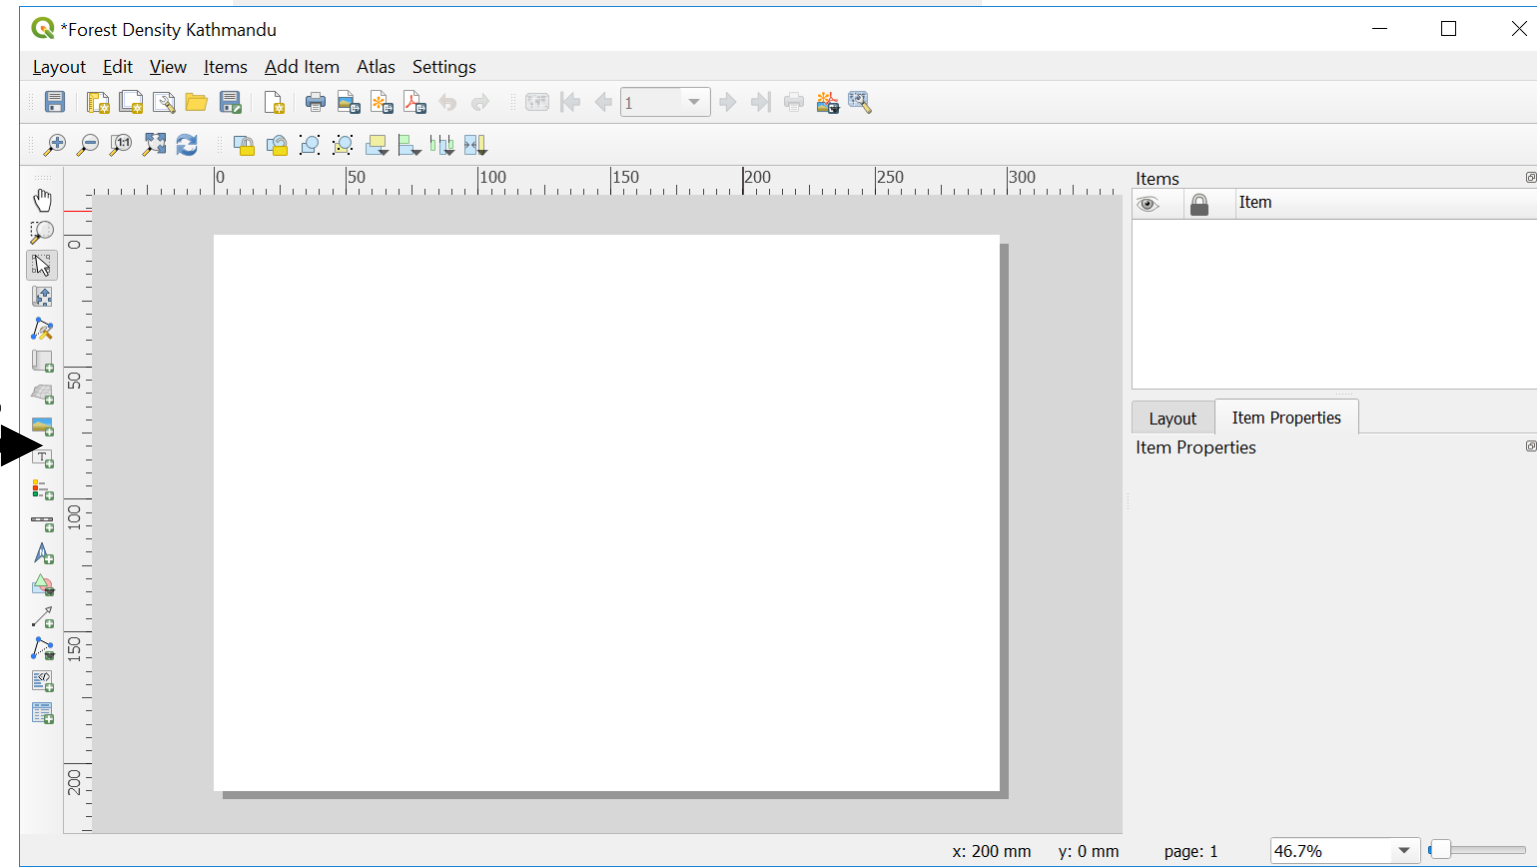 *Forest Density Kathmandu
Layout Edit View Items Add Item Atlas Settings
1
1:1
0 50 100 150 200 250 300
0
50
100
150
200
Items
Item
Layout Item Properties
Item Properties
x: 200 mm y: 0 mm page: 1 46.7%